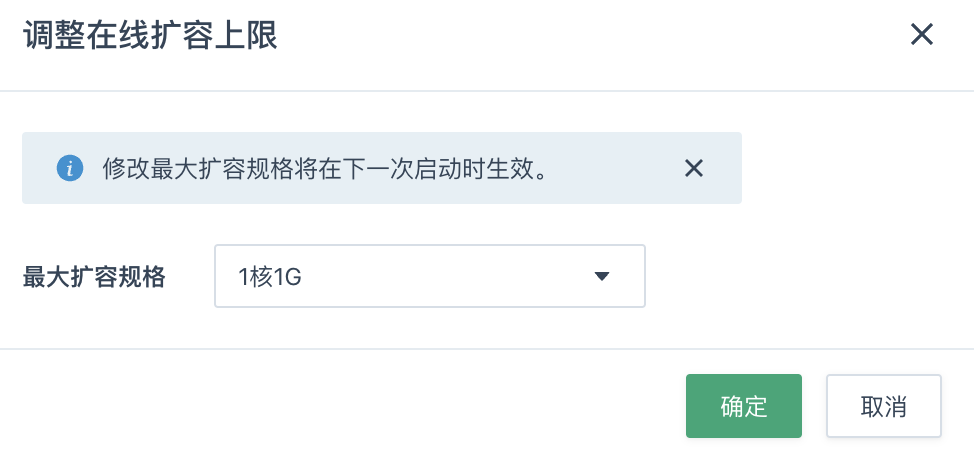 调整在线扩容上限
修改最大扩容规格将在下一次启动时生效。
最大扩容规格
1核1G
确定
取消